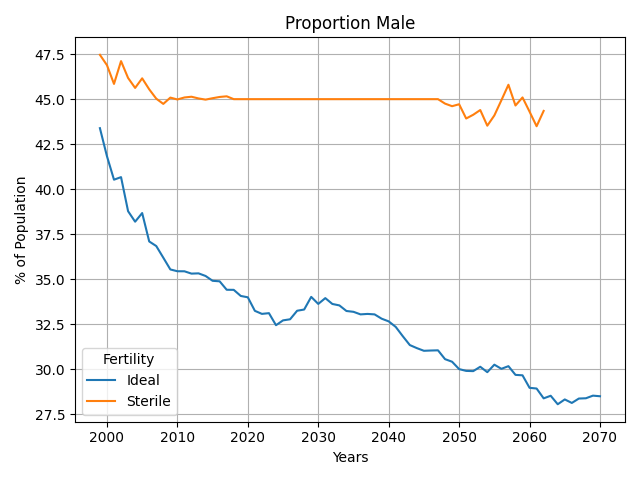 Proportion Male
% of Population
47.5
45.0
42.5
40.0
37.5
35.0
32.5
30.0
27.5
Fertility
Ideal
Sterile
2000 2010 2020 2030 2040 2050 2060 2070
Years